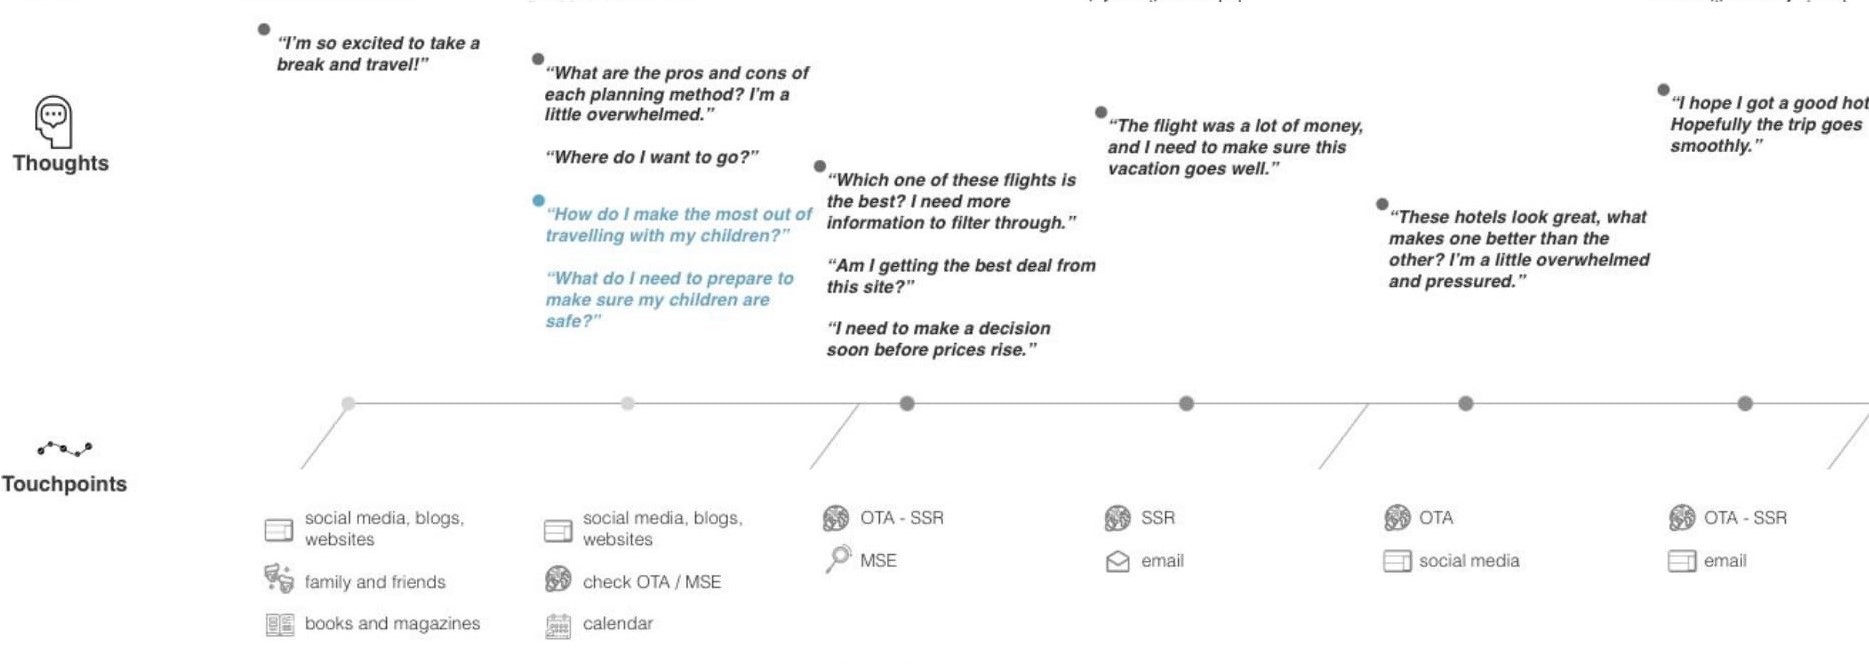 “I’m so excited to take a
break and travel!”
“What are the pros and cons of
each planning method? I’m a
little overwhelmed.”
“Where do I want to go?”
“How do I make the most out of
travelling with my children?”
“What do I need to prepare to
make sure my children are
safe?”
“Which one of these flights is
the best? I need more
information to filter through.”
“Am I getting the best deal from
this site?”
“I need to make a decision
soon before prices rise.”
“The flight was a lot of money,
and I need to make sure this
vacation goes well.”
“These hotels look great, what
makes one better than the
other? I’m a little overwhelmed
and pressured.”
“I hope I got a good
Hopefully the trip goes
smoothly.”
Thoughts
Touchpoints
social media, blogs,
websites
family and friends
books and magazines
social media, blogs,
websites
check OTA / MSE
calendar
OTA - SSR
MSE
SSR
email
OTA
social media
OTA - SSR
email